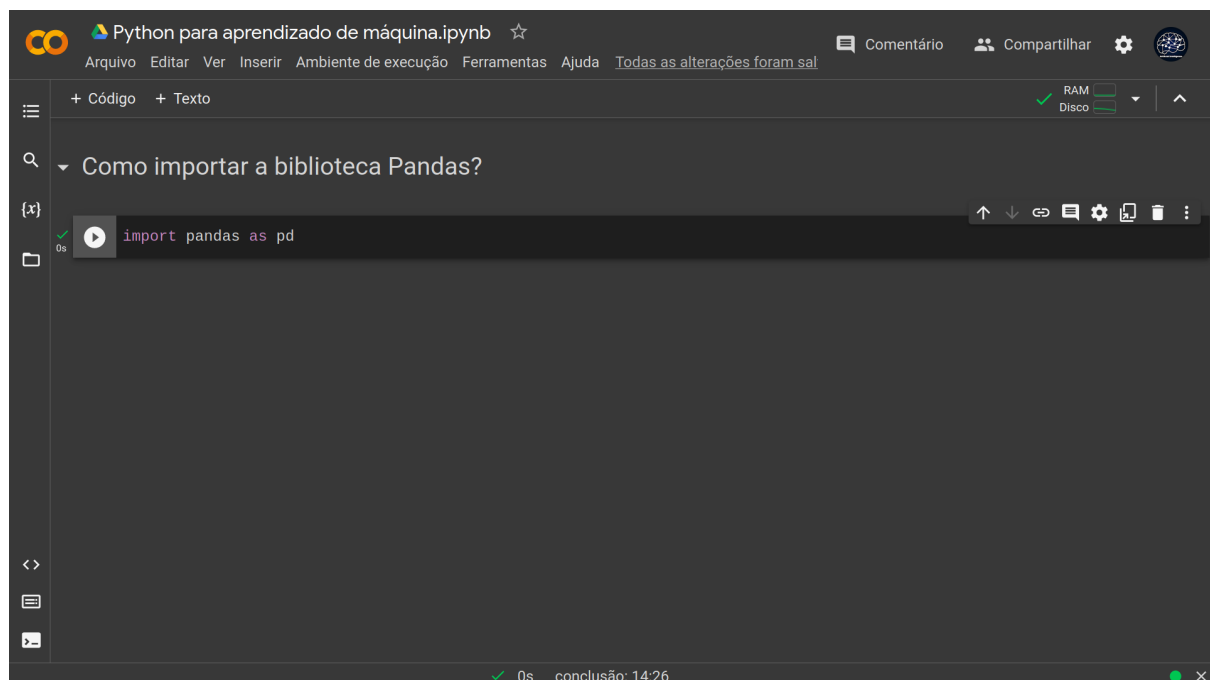 Python para aprendizado de máquina.ipynb
Comentário
Compartilhar
Arquivo Editar Ver Inserir Ambiente de execução Ferramentas Ajuda Todas as alterações foram sal
+ Código + Texto
RAM
Disco
Como importar a biblioteca Pandas?
{x}
0s
import pandas as pd
0s conclusão: 14:26